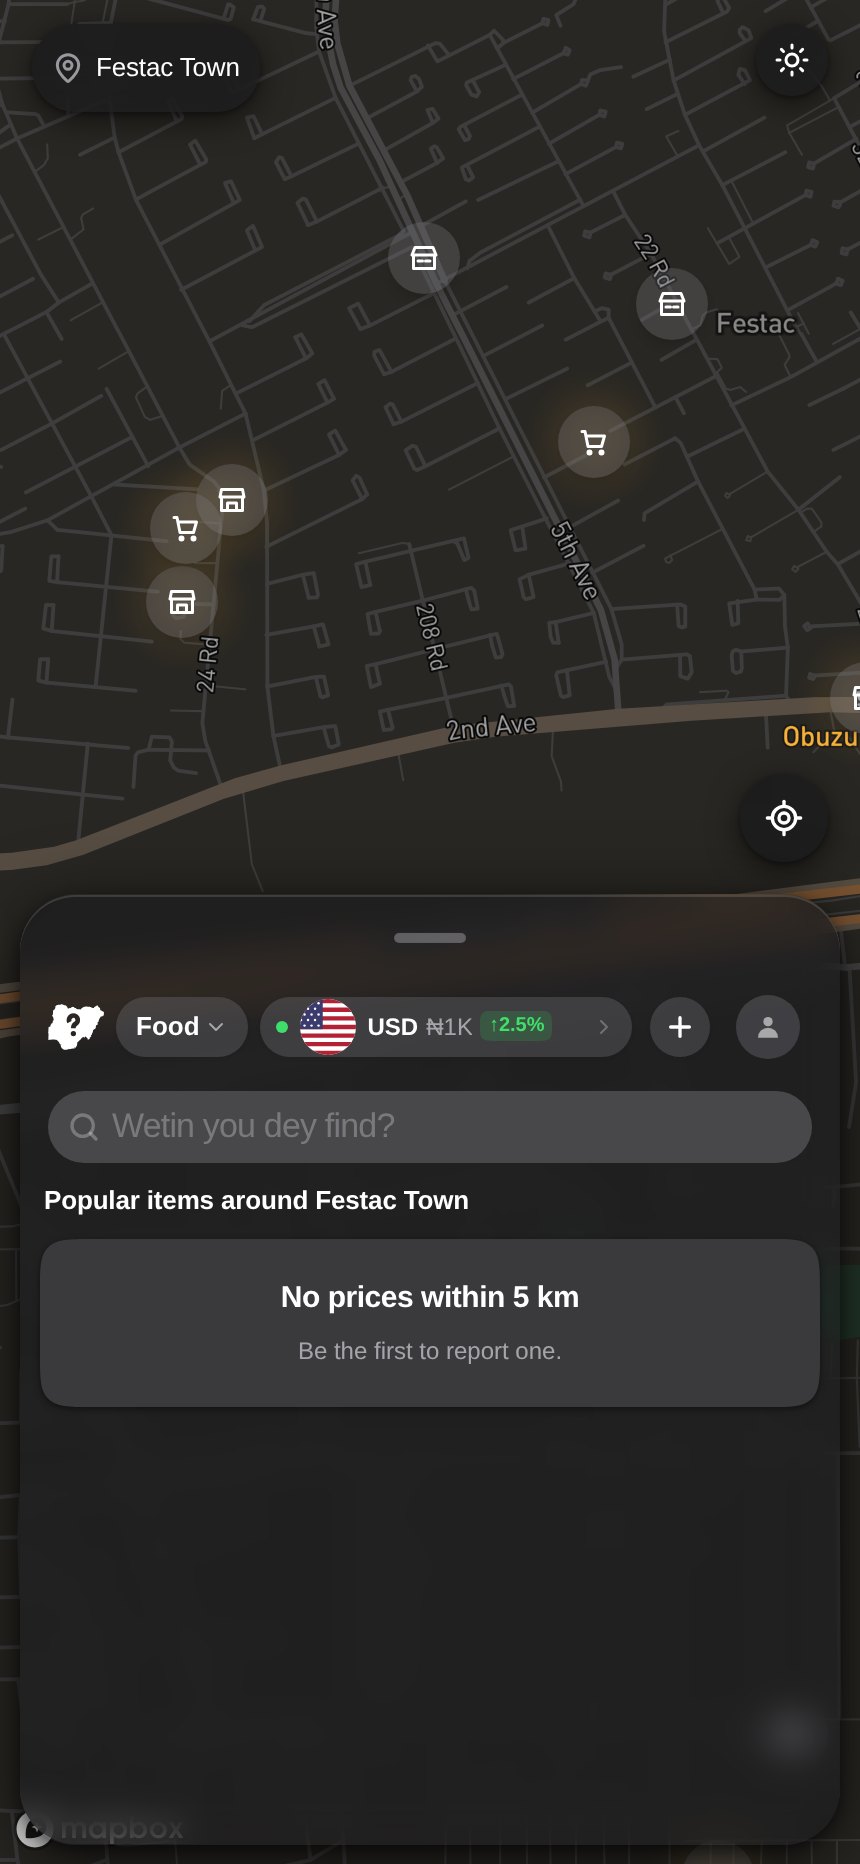 Ave
Festac Town
22 Rd
Festac
5th Ave
208 Rd
24 Rd
2nd Ave
Obuzu
?
Food
USD ₦1K ↑2.5%
Wetin you dey find?
Popular items around Festac Town
No prices within 5 km
Be the first to report one.
mapbox